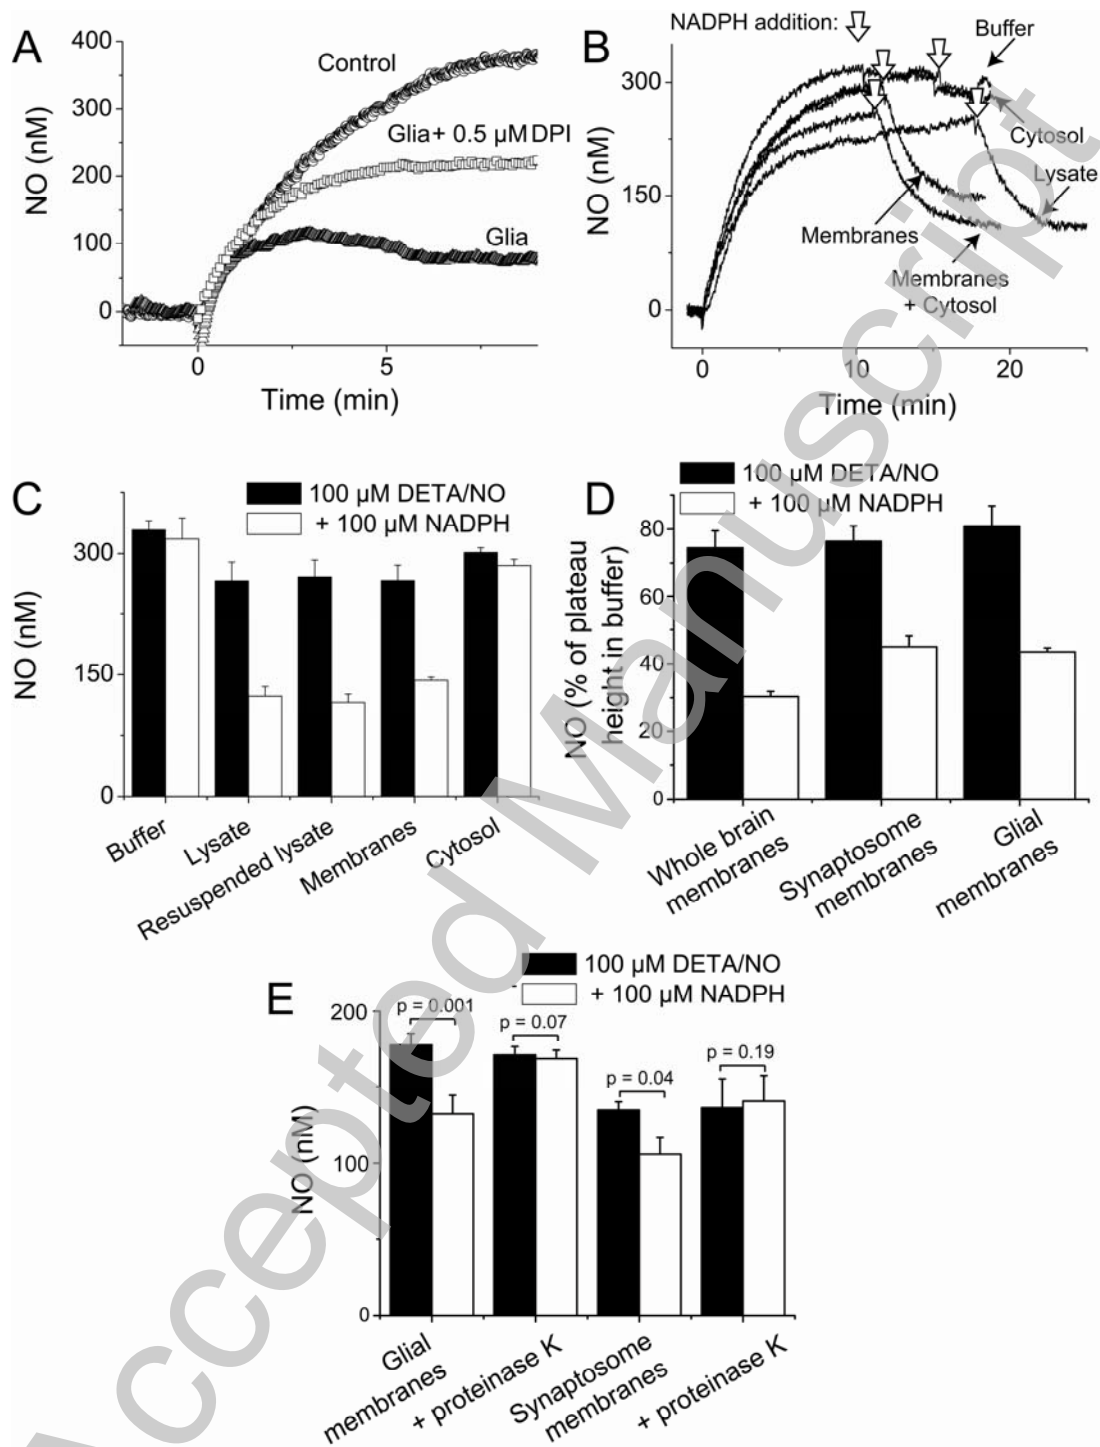 A
400
300
200
100
0
NO (nM)
Control
Glia+ 0.5 µM DPI
Glia
0
5
Time (min)
B
NADPH addition:
Buffer
300
150
0
NO (nM)
Cytosol
Lysate
Membranes
Membranes
+ Cytosol
0
10
20
Time (min)
C
100 µM DETA/NO
+ 100 µM NADPH
300
150
0
NO (nM)
Buffer
Lysate
Resuspended lysate
Membranes
Cytosol
D
100 µM DETA/NO
+ 100 µM NADPH
80
60
40
20
0
NO (% of plateau
height in buffer)
Whole brain
membranes
Synaptosome
membranes
Glial
membranes
E
100 µM DETA/NO
+ 100 µM NADPH
200
100
0
NO (nM)
p = 0.001
p = 0.07
p = 0.04
p = 0.19
Glial
membranes
+ proteinase K
Synaptosome
membranes
+ proteinase K
Accepted Manuscript